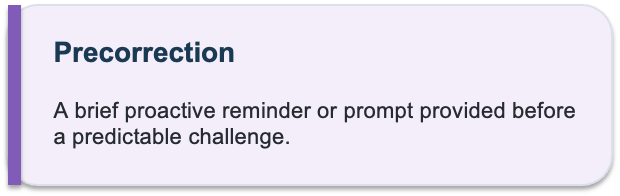 Precorrection
A brief proactive reminder or prompt provided before
a predictable challenge.